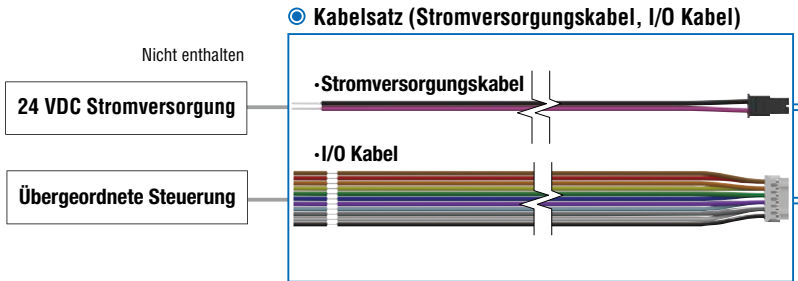 Kabelsatz (Stromversorgungskabel, I/O Kabel)
Nicht enthalten
·Stromversorgungskabel
24 VDC Stromversorgung
·I/O Kabel
Übergeordnete Steuerung